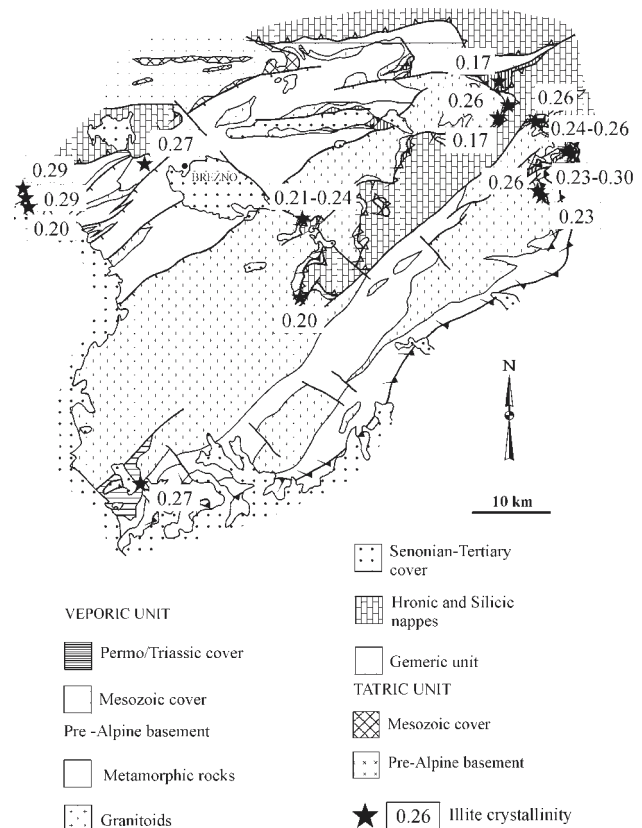 0.17
0.26
0.26
0.17
0.24-0.26
0.27
0.29
BREZNO
0.26
0.23-0.30
0.29
0.21-0.24
0.20
0.23
0.20
N
0.27
10 km
Senonian-Tertiary
cover
VEPORIC UNIT
Hronic and Silicic
nappes
Permo/Triassic cover
Gemeric unit
Mesozoic cover
TATRIC UNIT
Pre -Alpine basement
Mesozoic cover
Metamorphic rocks
Pre-Alpine basement
Granitoids
0.26 Illite crystallinity